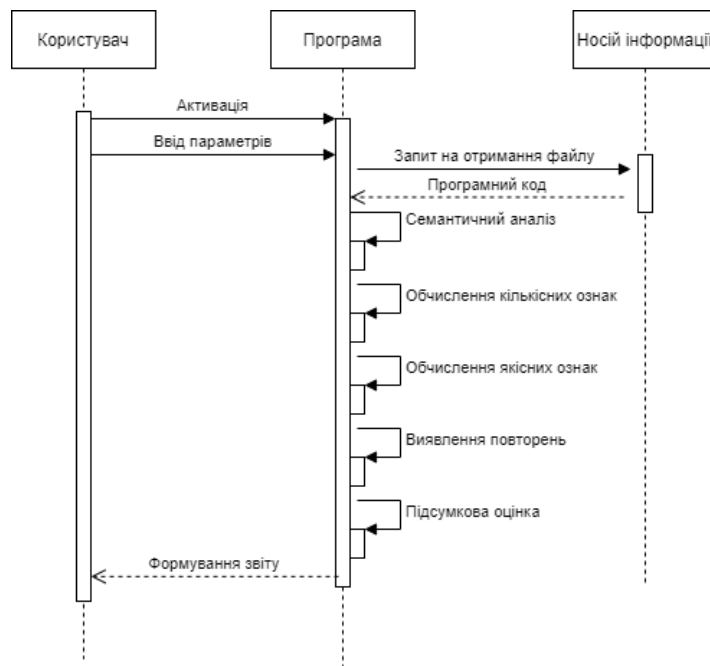 Користувач
Програма
Носій інформації
Активація
Ввід параметрів
Запит на отримання файлу
Програмний код
Семантичний аналіз
Обчислення кількісних ознак
Обчислення якісних ознак
Виявлення повторень
Підсумкова оцінка
Формування звіту